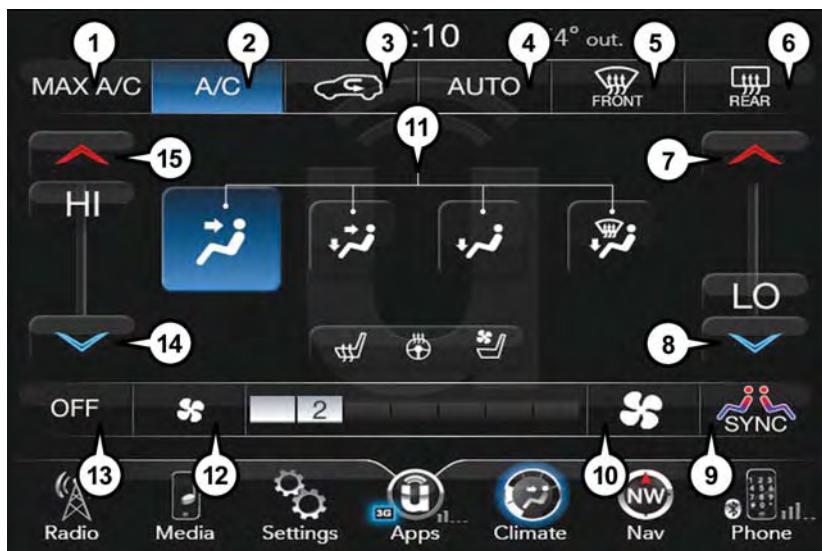 1 2 3 4 5 6
:10 4° out.
MAX A/C A/C AUTO FRONT REAR
11
15 7
HI
LO
14 8
OFF 2 SYNC
13 12 10 9
3G NW
Radio Media Settings Apps Climate Nav Phone